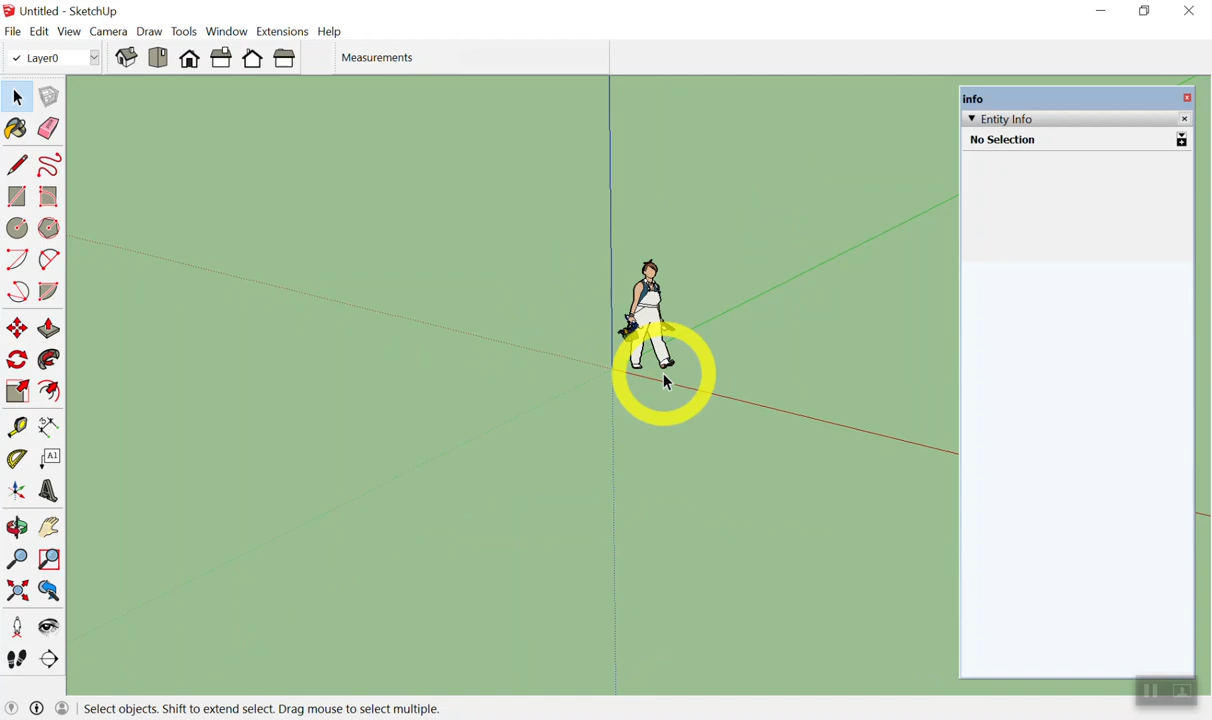 Untitled - SketchUp
File Edit View Camera Draw Tools Window Extensions Help
Layer0
Measurements
info
Entity Info
No Selection
A1
Select objects. Shift to extend select. Drag mouse to select multiple.